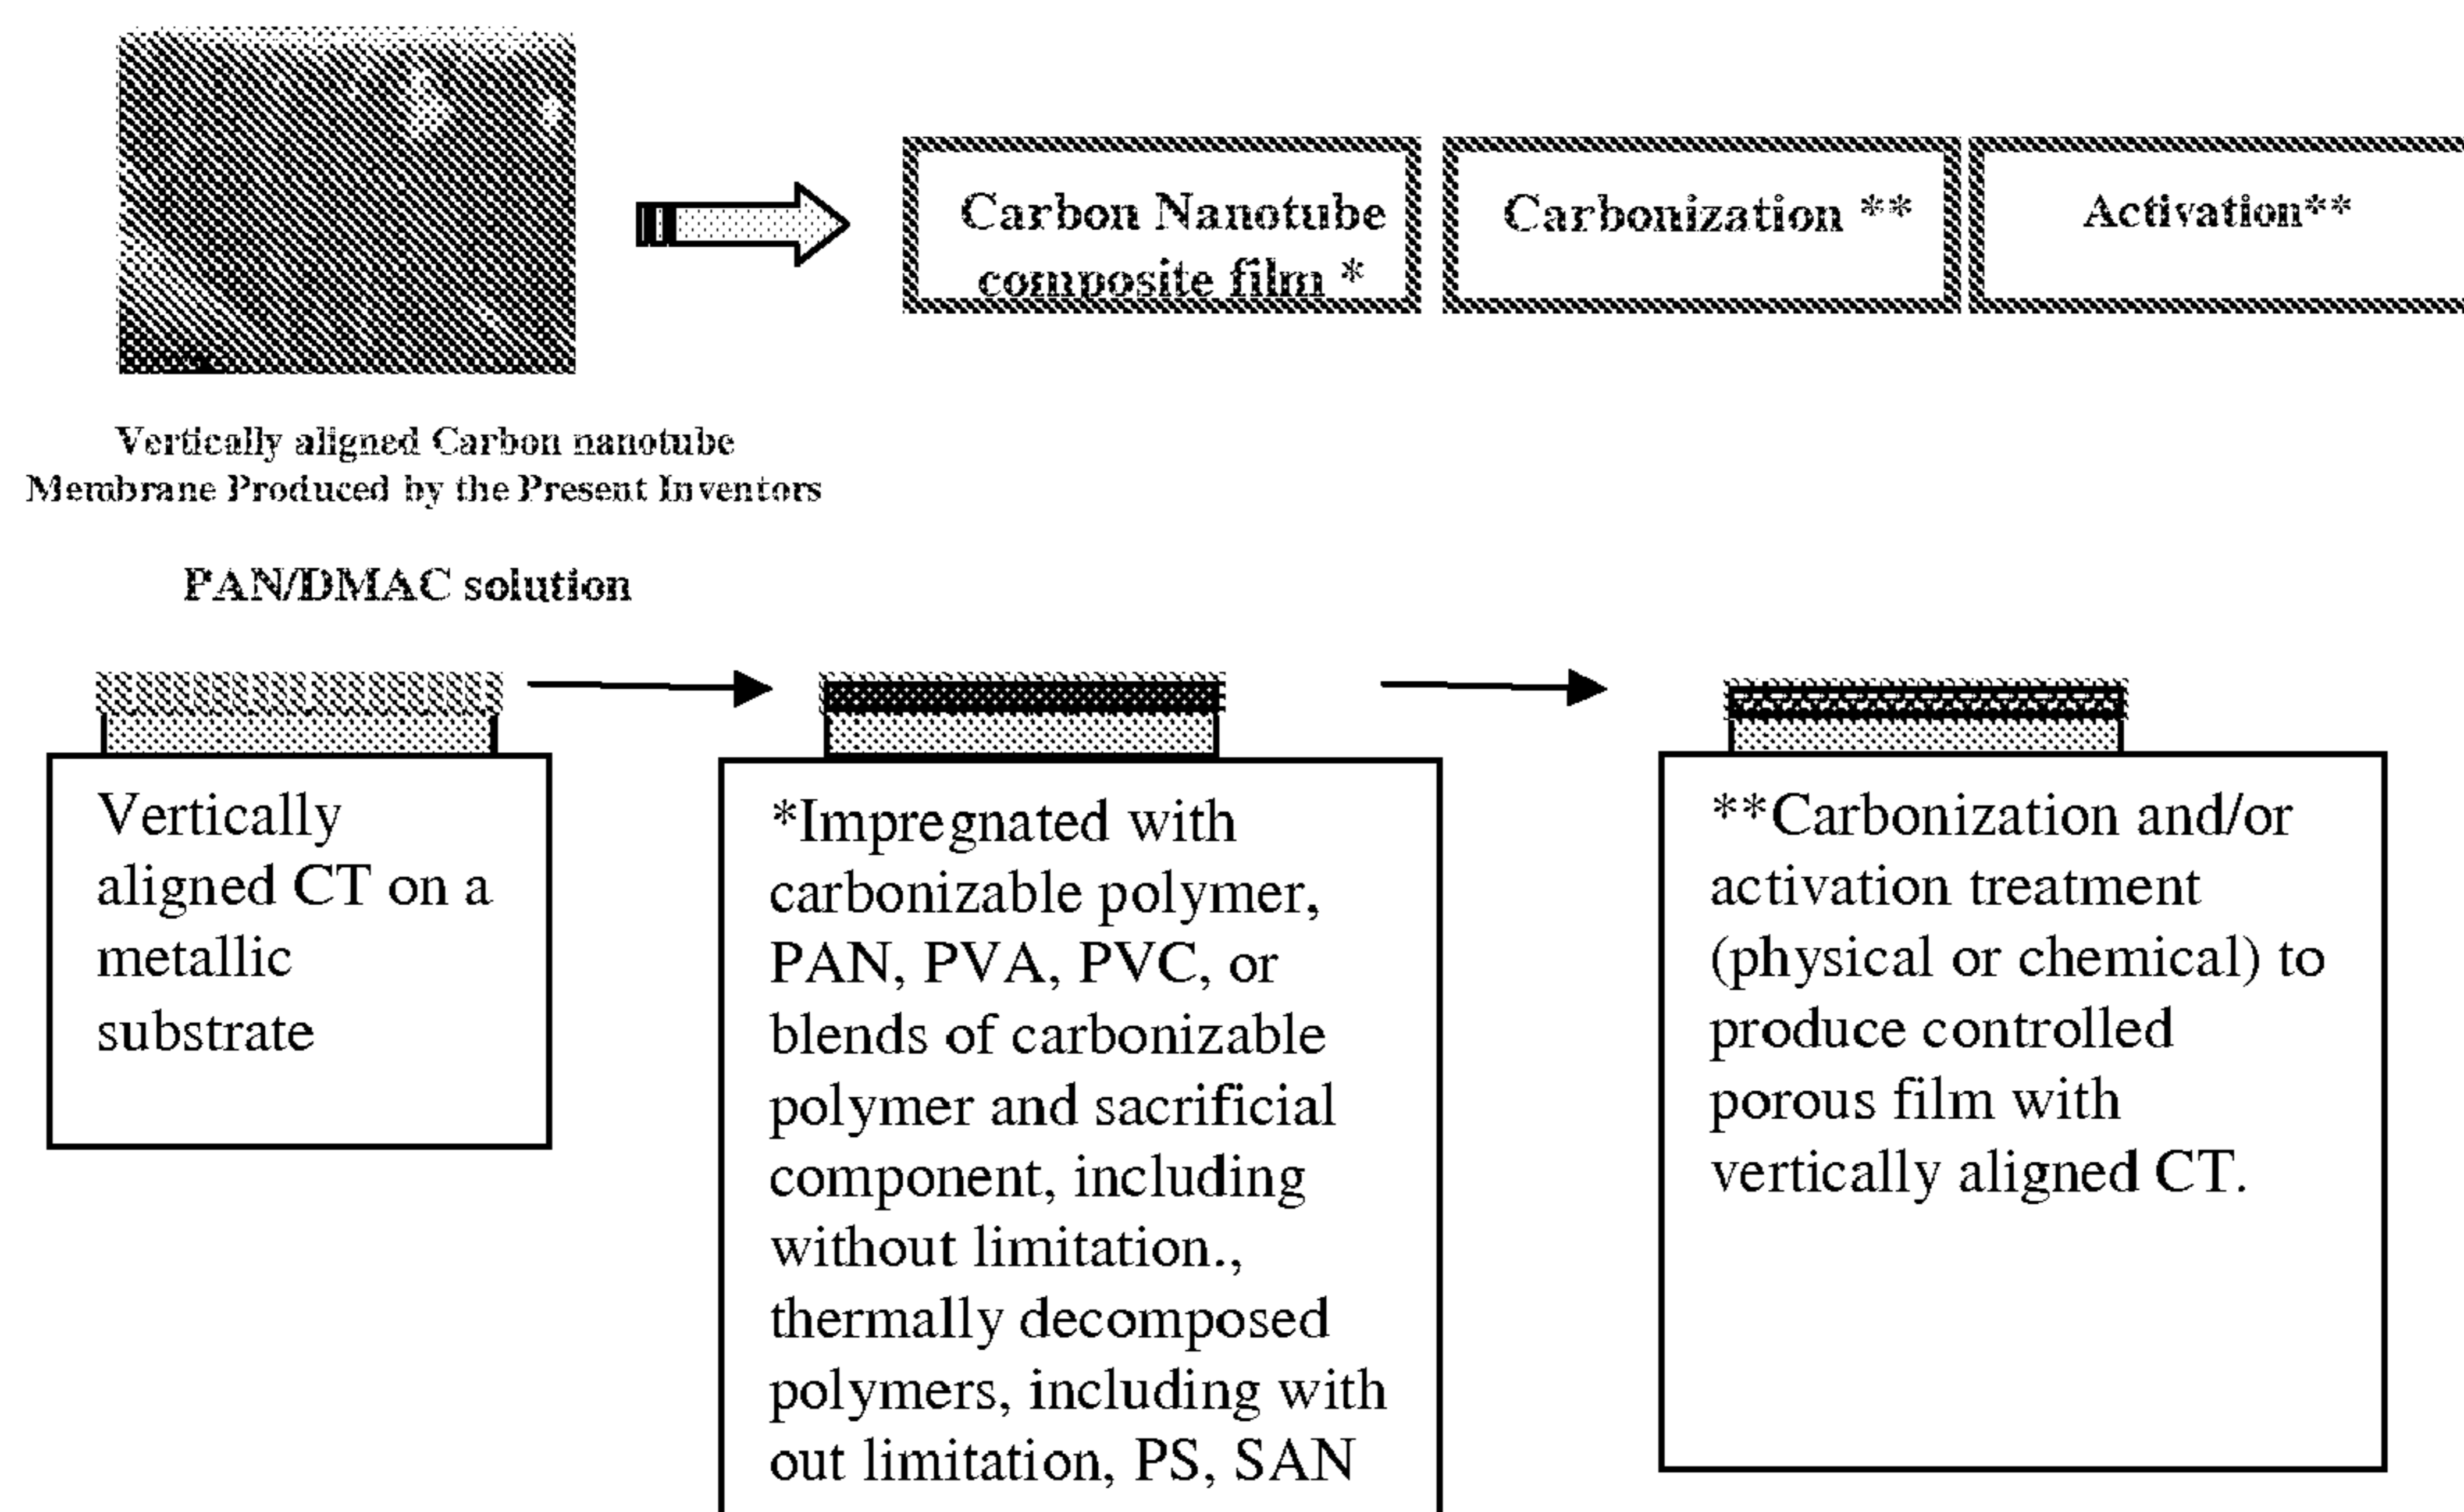 Carbon Nanotube
composite film *
Carbonization **
Activation**
Vertically aligned Carbon nanotube
Membrane Produced by the Present Inventors
PAN/DMAC solution
Vertically
aligned CT on a
metallic
substrate
*Impregnated with
carbonizable polymer,
PAN, PVA, PVC, or
blends of carbonizable
polymer and sacrificial
component, including
without limitation.,
thermally decomposed
polymers, including with
out limitation, PS, SAN
**Carbonization and/or
activation treatment
(physical or chemical) to
produce controlled
porous film with
vertically aligned CT.